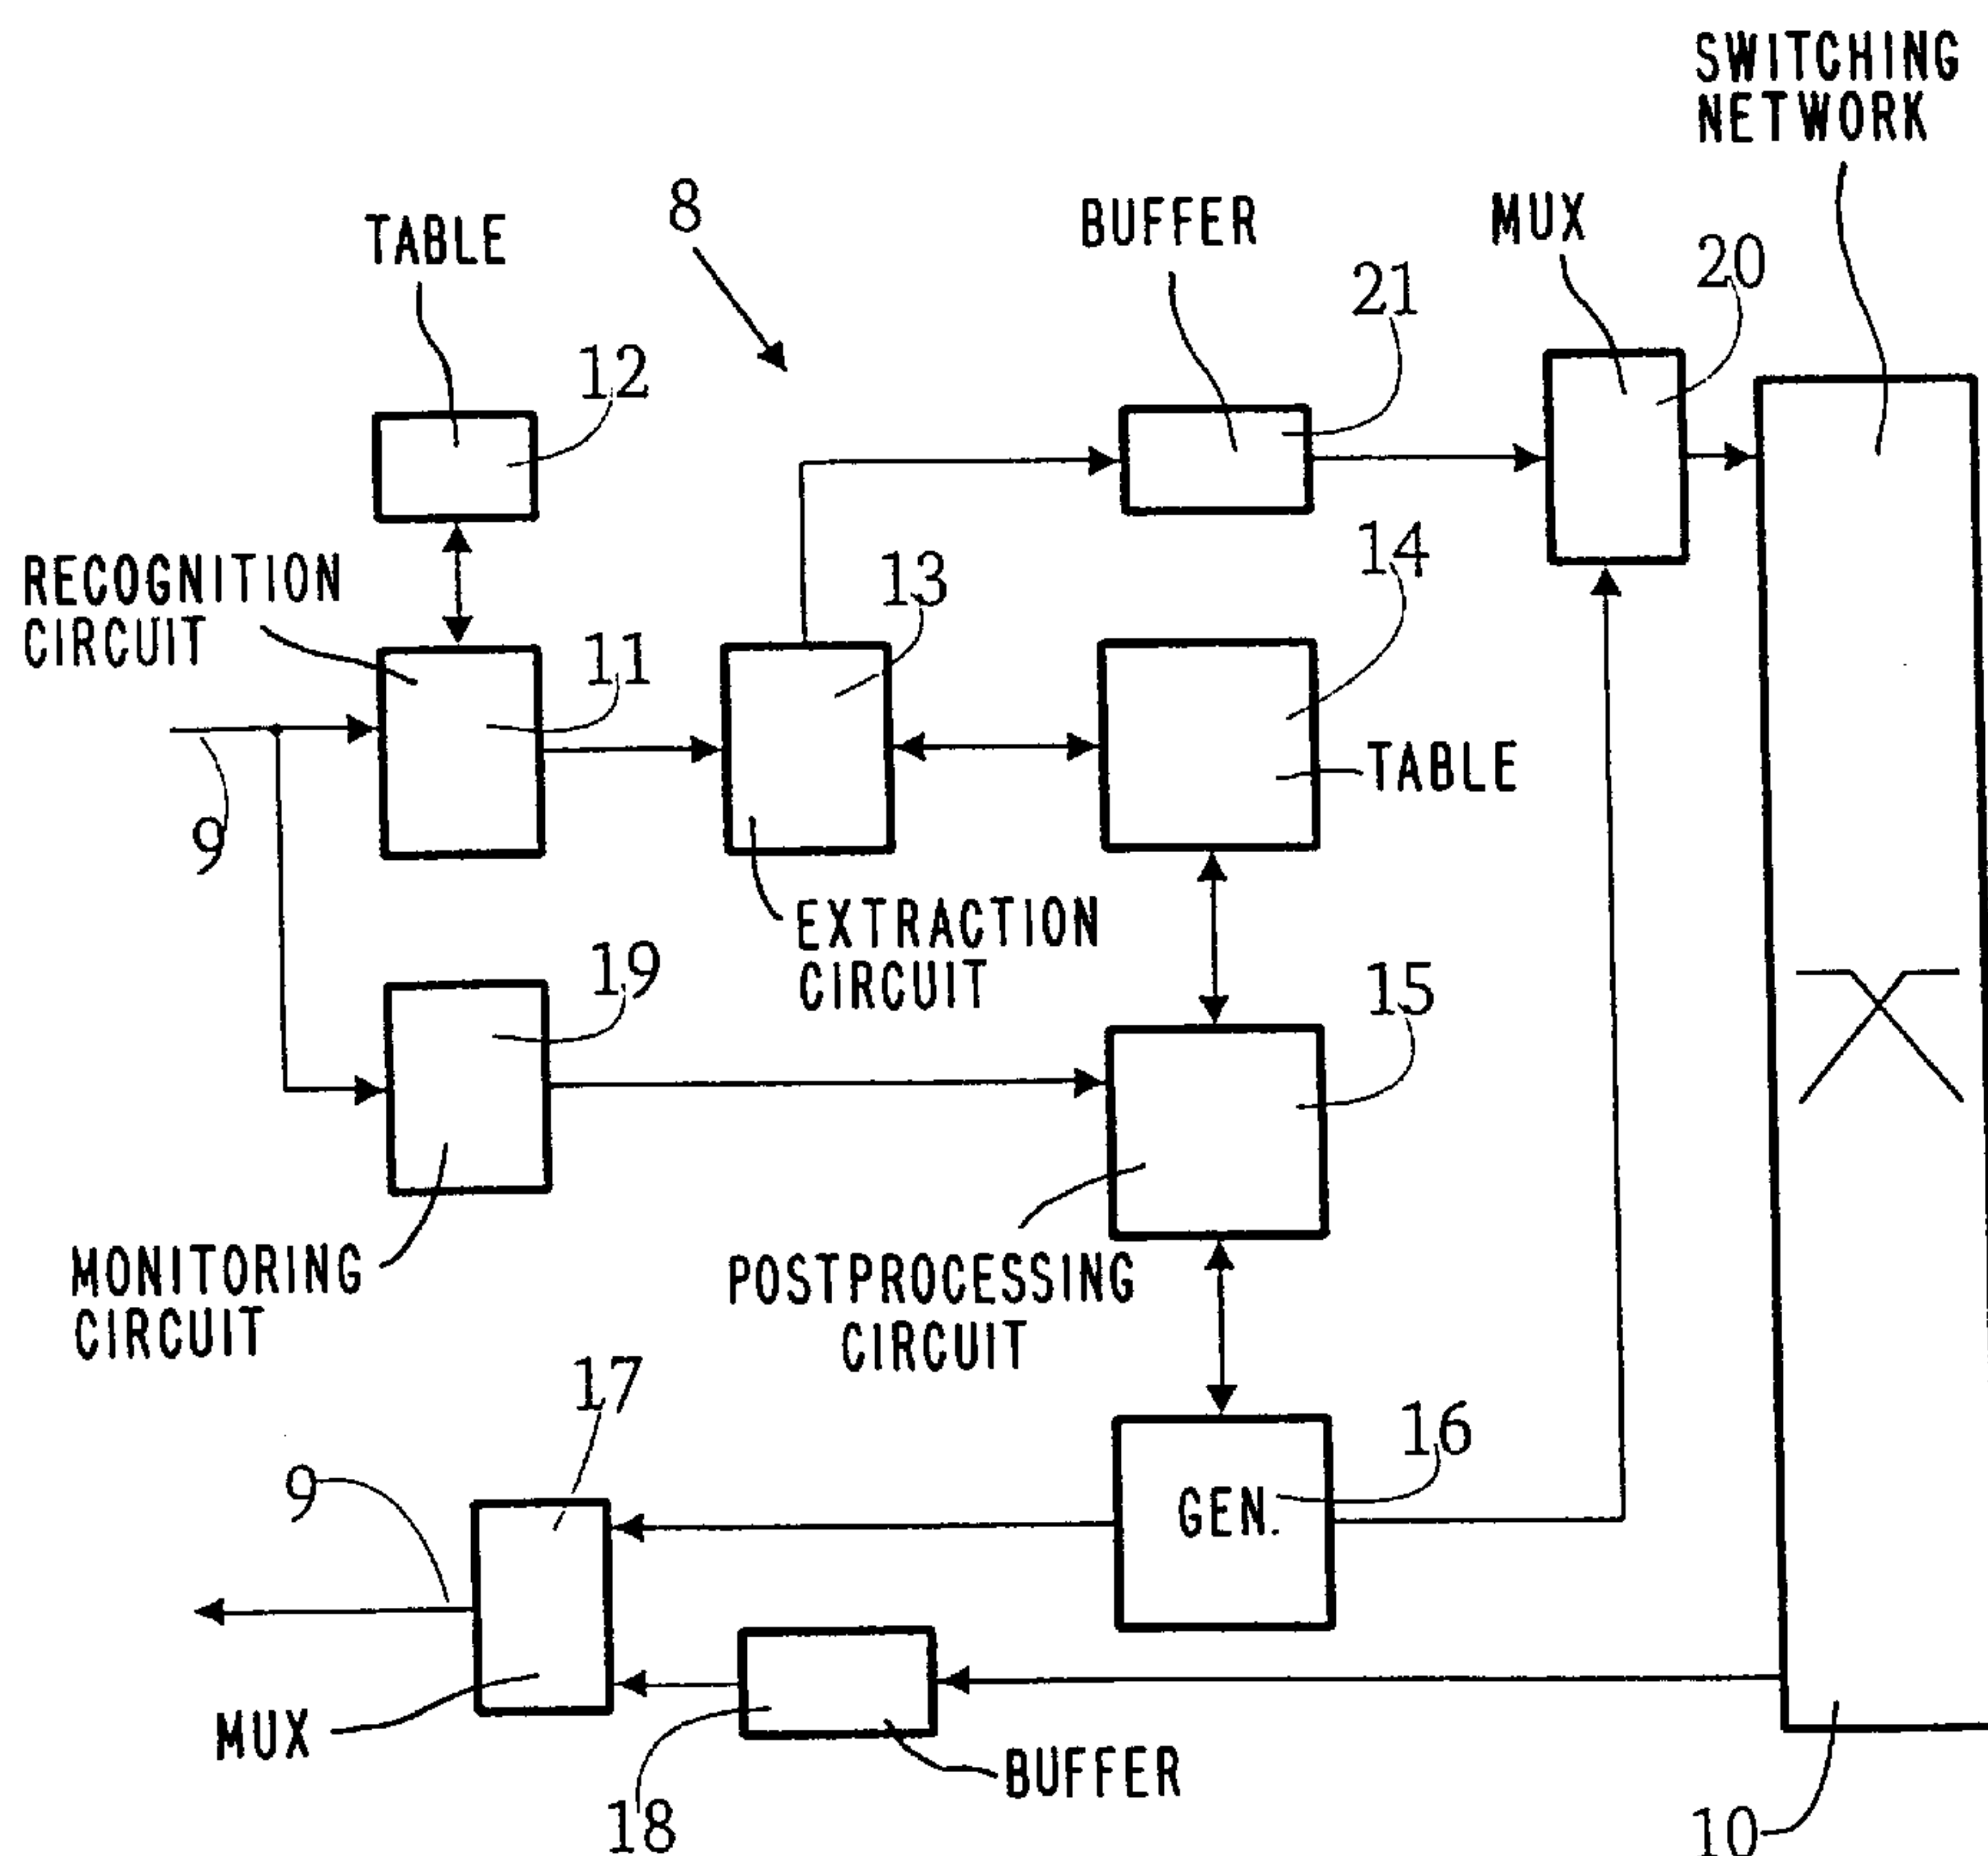 SWITCHING
NETWORK
8
BUFFER
MUX
TABLE
20
21
12
14
RECOGNITION
CIRCUIT
13
11
TABLE
9
EXTRACTION
CIRCUIT
19
15
MONITORING
CIRCUIT
POSTPROCESSING
CIRCUIT
17
16
9
GEN.
MUX
BUFFER
18
10